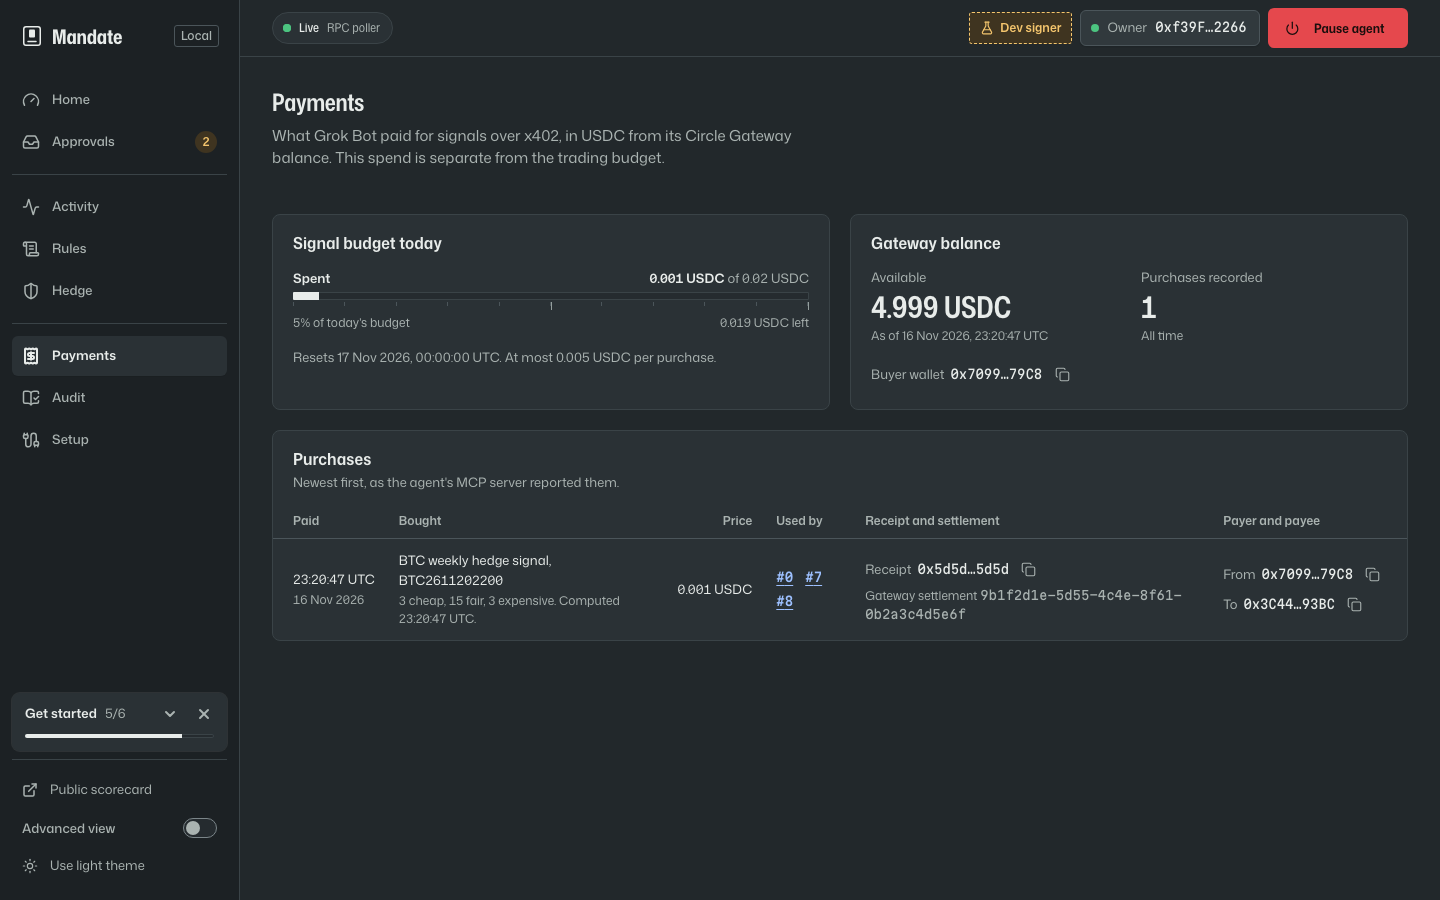 Mandate
Local
Home
Approvals
2
Activity
Rules
Hedge
Payments
Audit
Setup
Get started 5/6
Public scorecard
Advanced view
Use light theme
Live RPC poller
Dev signer
Owner 0xf39F…2266
Pause agent
Payments
What Grok Bot paid for signals over x402, in USDC from its Circle Gateway
balance. This spend is separate from the trading budget.
Signal budget today
Spent
0.001 USDC of 0.02 USDC
5% of today's budget
0.019 USDC left
Resets 17 Nov 2026, 00:00:00 UTC. At most 0.005 USDC per purchase.
Gateway balance
Available
Purchases recorded
4.999 USDC
1
As of 16 Nov 2026, 23:20:47 UTC
All time
Buyer wallet 0x7099…79C8
Purchases
Newest first, as the agent's MCP server reported them.
Paid
Bought
Price
Used by
Receipt and settlement
Payer and payee
23:20:47 UTC
16 Nov 2026
BTC weekly hedge signal,
BTC2611202200
3 cheap, 15 fair, 3 expensive. Computed
23:20:47 UTC.
0.001 USDC
#0 #7
#8
Receipt 0x5d5d…5d5d
Gateway settlement 9b1f2d1e-5d55-4c4e-8f61-
0b2a3c4d5e6f
From 0x7099…79C8
To 0x3C44…93BC